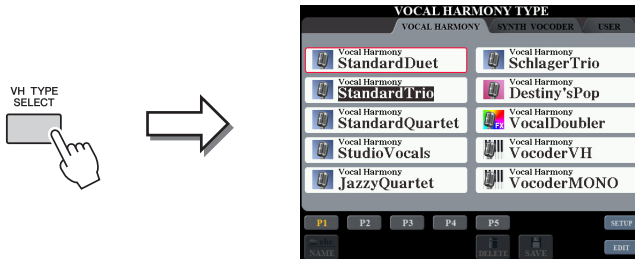 VH TYPE
SELECT
VOCAL HARMONY TYPE
VOCAL HARMONY
SYNTH VOCODER
USER
Vocal Harmony
StandardDuet
Vocal Harmony
SchlagerTrio
Vocal Harmony
StandardTrio
Vocal Harmony
Destiny'sPop
Vocal Harmony
StandardQuartet
Vocal Harmony
VocalDoubler
FX
Vocal Harmony
StudioVocals
Vocal Harmony
VocoderVH
Vocal Harmony
JazzyQuartet
Vocal Harmony
VocoderMONO
P1
P2
P3
P4
P5
SETUP
NAME
DELETE
SAVE
EDIT